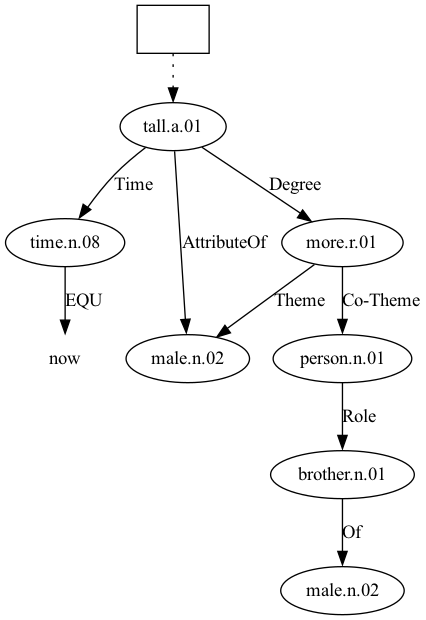 tall.a.01
Time
AttributeOf
Degree
time.n.08
more.r.01
EQU
Theme
Co-Theme
now
male.n.02
person.n.01
Role
brother.n.01
Of
male.n.02